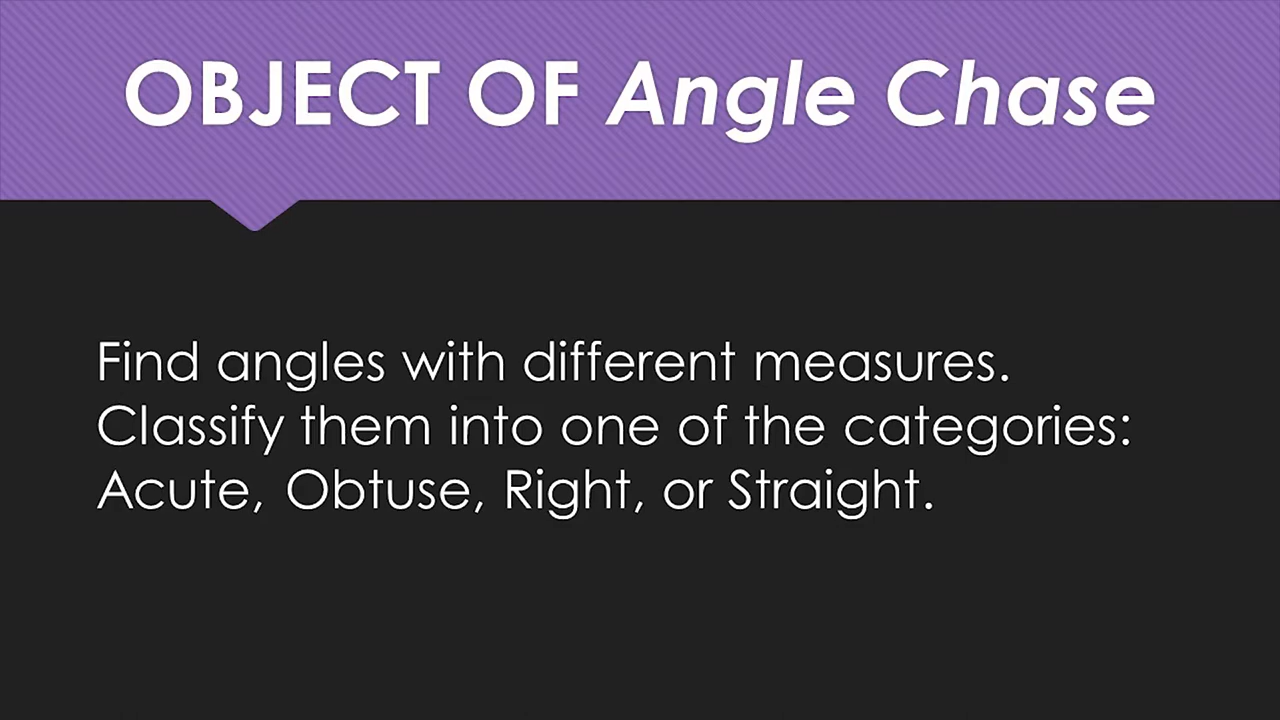 OBJECT OF Angle Chase
Find angles with different measures.
Classify them into one of the categories:
Acute, Obtuse, Right, or Straight.